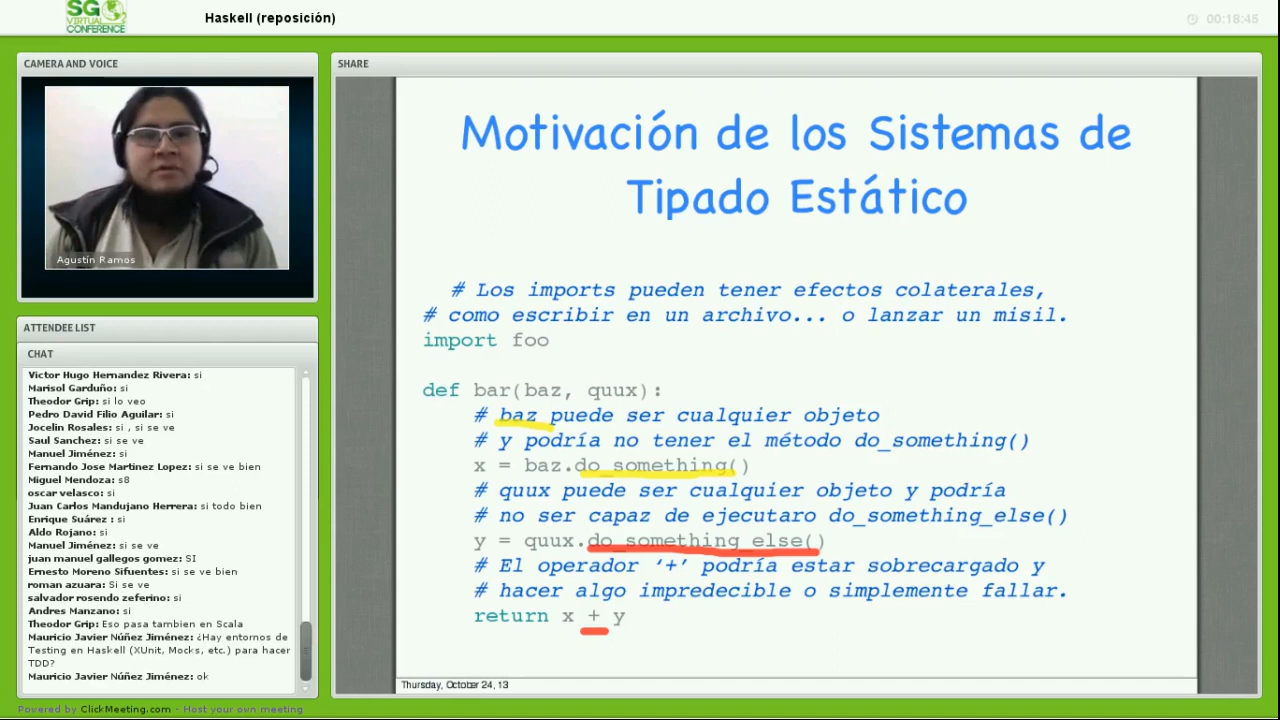 SG
VIRTUAL
CONFERENCE
Haskell (reposición)
00:18:45
CAMERA AND VOICE
Agustín Ramos
ATTENDEE LIST
CHAT
Victor Hugo Hernandez Rivera: si
Marisol Garduño: si
Theodor Grip: si lo veo
Pedro David Filio Aguilar: si
Jocelin Rosales: si , si se ve
Saul Sanchez: si se ve
Manuel Jiménez: si
Fernando Jose Martinez Lopez: si se ve bien
Miguel Mendoza: s8
oscar velasco: si
Juan Carlos Mandujano Herrera: si todo bien
Enrique Suárez : si
Aldo Rojano: si
Manuel Jiménez: si se ve
juan manuel gallegos gomez: SI
Ernesto Moreno Sifuentes: si se ve bien
roman azuara: Si se ve
salvador rosendo zeferino: si
Andres Manzano: si
Theodor Grip: Eso pasa tambien en Scala
Mauricio Javier Núñez Jiménez: ¿Hay entornos de
Testing en Haskell (XUnit, Mocks, etc.) para hacer
TDD?
Mauricio Javier Núñez Jiménez: ok
SHARE
Motivación de los Sistemas de
Tipado Estático
# Los imports pueden tener efectos colaterales,
# como escribir en un archivo... o lanzar un misil.
import foo
def bar(baz, quux):
# baz puede ser cualquier objeto
# y podría no tener el método do_something()
x = baz.do_something()
# quux puede ser cualquier objeto y podría
# no ser capaz de ejecutaro do_something_else()
y = quux.do_something_else()
# El operador ‘+’ podría estar sobrecargado y
# hacer algo impredecible o simplemente fallar.
return x + y
Thursday, October 24, 13
Powered by ClickMeeting.com - Host your own meeting